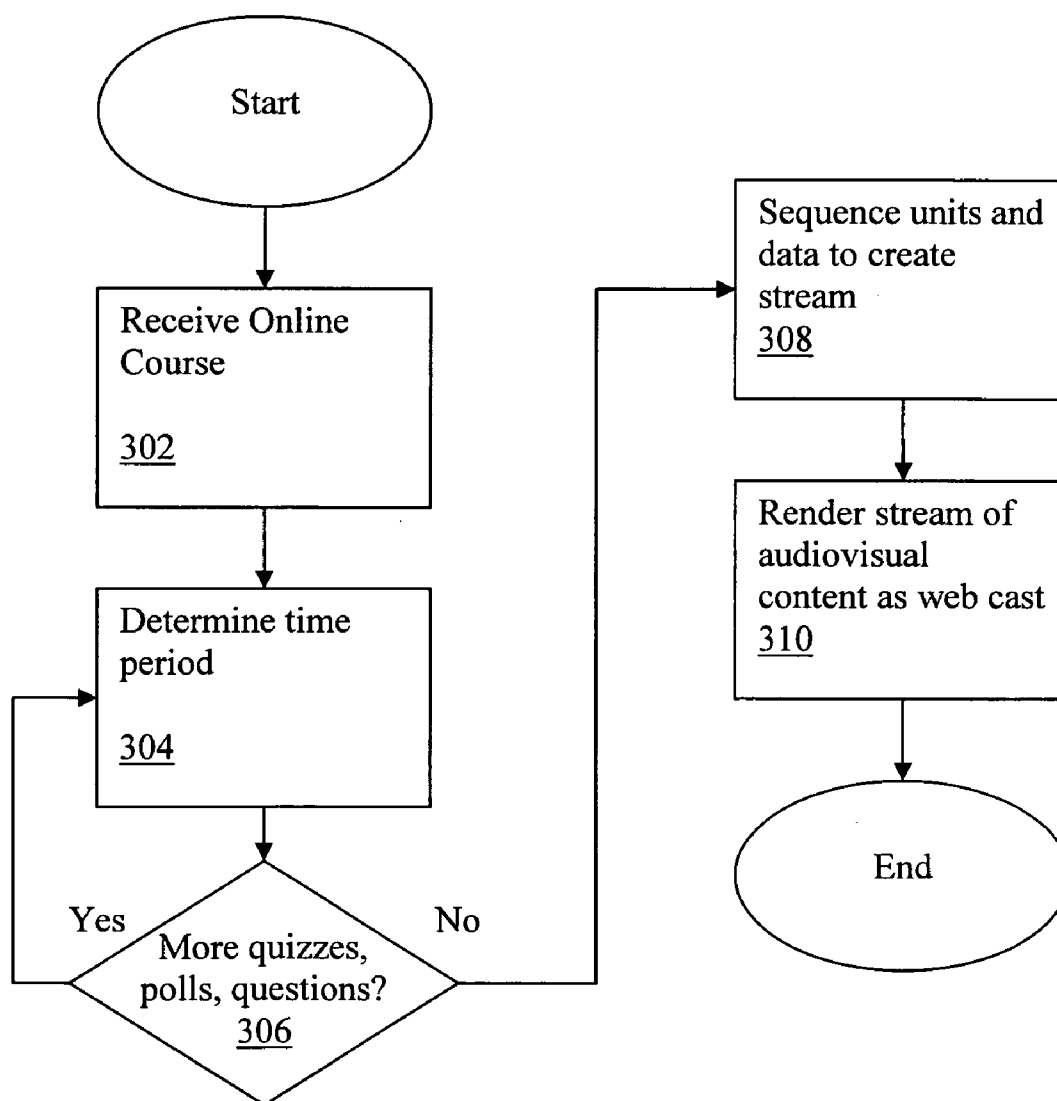 Start
Receive Online
Course
302
Determine time
period
304
Yes
No
More quizzes,
polls, questions?
306
Sequence units and
data to create
stream
308
Render stream of
audiovisual
content as web cast
310
End